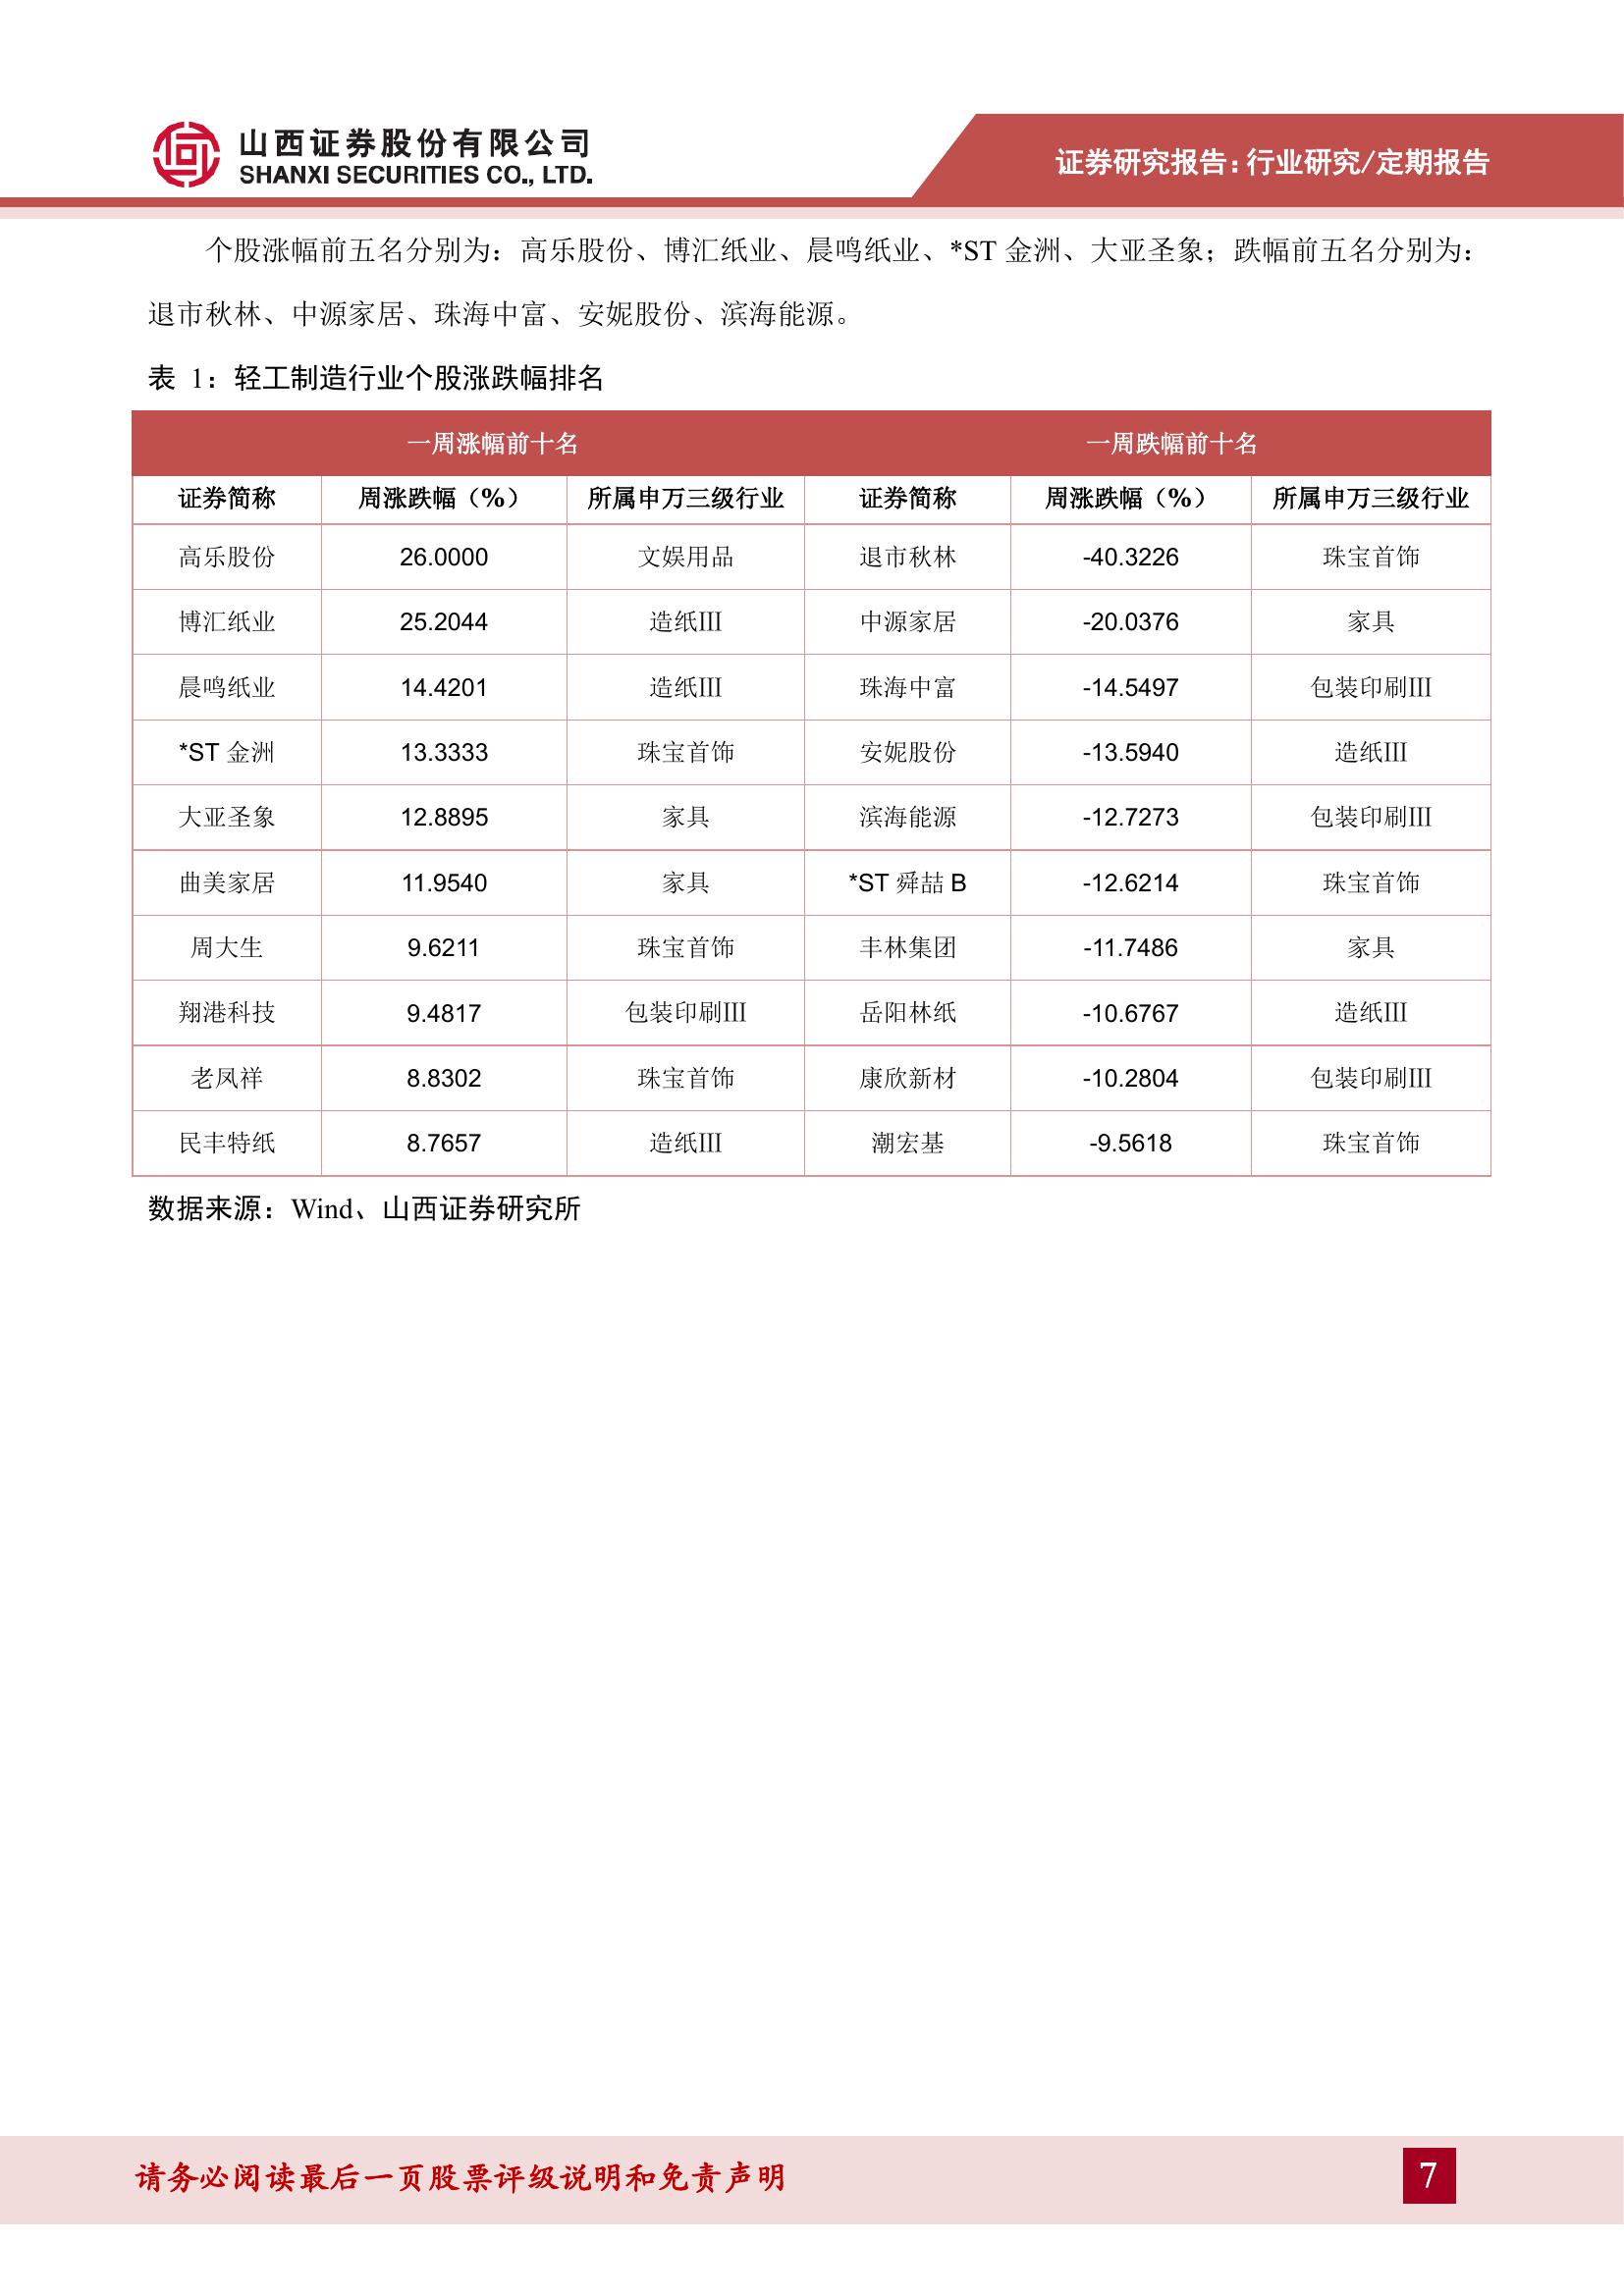 山西证券股份有限公司
SHANXI SECURITIES CO., LTD.
证券研究报告：行业研究/定期报告
个股涨幅前五名分别为：高乐股份、博汇纸业、晨鸣纸业、*ST 金洲、大亚圣象；跌幅前五名分别为：
退市秋林、中源家居、珠海中富、安妮股份、滨海能源。
表 1：轻工制造行业个股涨跌幅排名
一周涨幅前十名 一周跌幅前十名
证券简称 周涨跌幅（%） 所属申万三级行业 证券简称 周涨跌幅（%） 所属申万三级行业
高乐股份 26.0000 文娱用品 退市秋林 -40.3226 珠宝首饰
博汇纸业 25.2044 造纸Ⅲ 中源家居 -20.0376 家具
晨鸣纸业 14.4201 造纸Ⅲ 珠海中富 -14.5497 包装印刷Ⅲ
*ST 金洲 13.3333 珠宝首饰 安妮股份 -13.5940 造纸Ⅲ
大亚圣象 12.8895 家具 滨海能源 -12.7273 包装印刷Ⅲ
曲美家居 11.9540 家具 *ST 舜喆 B -12.6214 珠宝首饰
周大生 9.6211 珠宝首饰 丰林集团 -11.7486 家具
翔港科技 9.4817 包装印刷Ⅲ 岳阳林纸 -10.6767 造纸Ⅲ
老凤祥 8.8302 珠宝首饰 康欣新材 -10.2804 包装印刷Ⅲ
民丰特纸 8.7657 造纸Ⅲ 潮宏基 -9.5618 珠宝首饰
数据来源：Wind、山西证券研究所
请务必阅读最后一页股票评级说明和免责声明
7